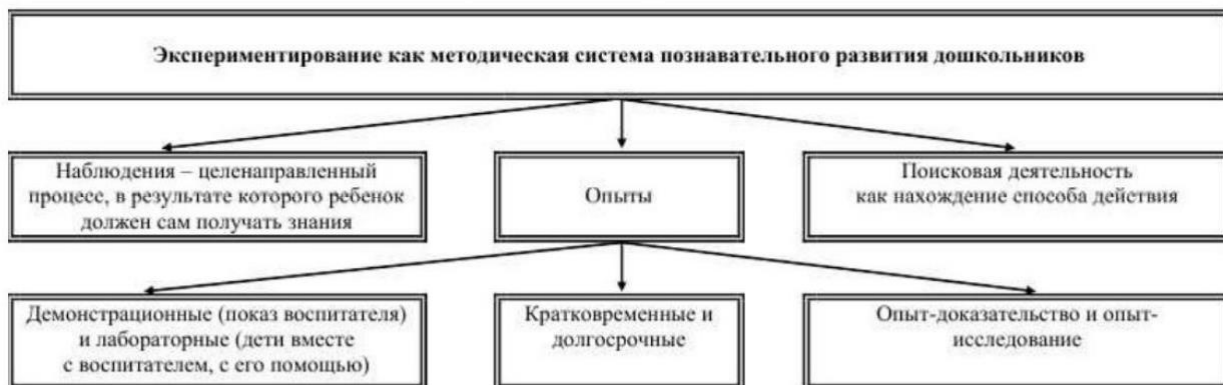 Экспериментирование как методическая система познавательного развития дошкольников
Наблюдения – целенаправленный
процесс, в результате которого ребенок
должен сам получать знания
Опыты
Поисковая деятельность
как нахождение способа действия
Демонстрационные (показ воспитателя)
и лабораторные (дети вместе
с воспитателем, с его помощью)
Кратковременные и
долгосрочные
Опыт-доказательство и опыт-
исследование